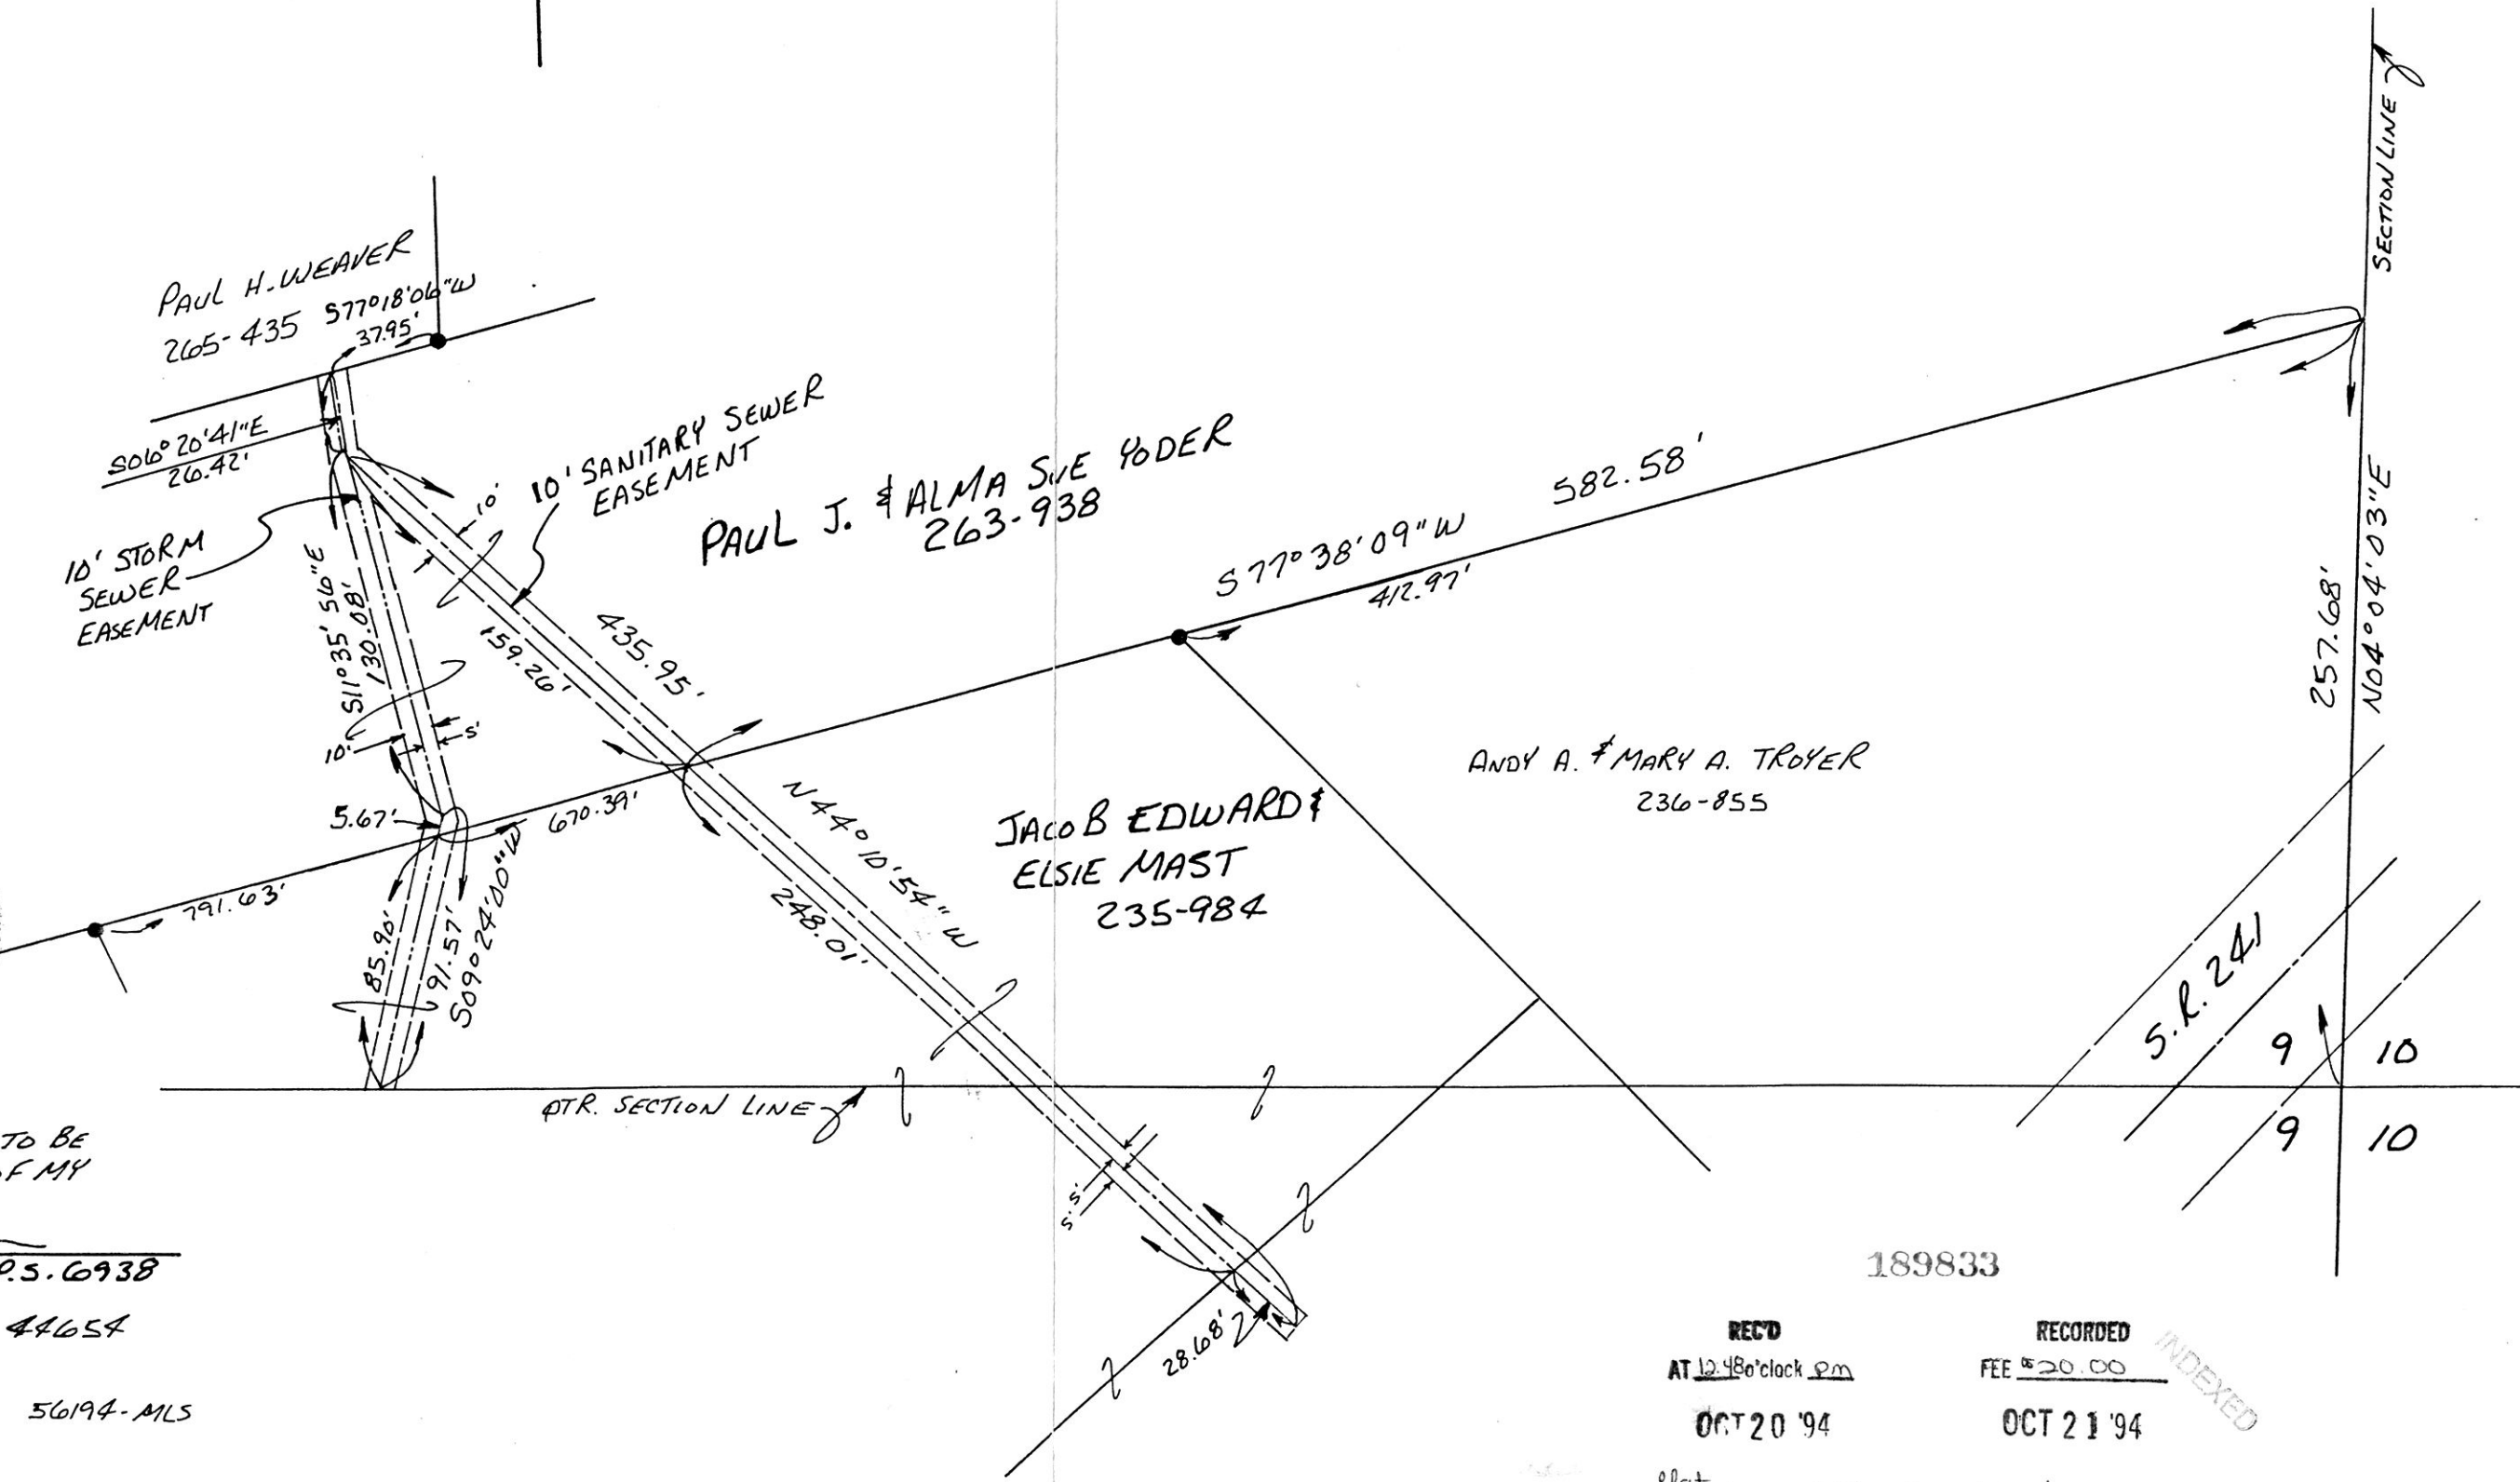 SECTION LINE
PAUL H. WEAVER
265-435
S77°18'06"W
37.95'
S06°20'41"E
26.42'
10' STORM
SEWER
EASEMENT
10' SANITARY SEWER
EASEMENT
10'
PAUL J. & ALMA SUE YODER
263-938
582.58'
S77°38'09"W
412.97'
257.68'
N04°04'03"E
S11°35'56"E
130.08'
159.26'
435.95'
10'
5'
5.67'
670.39'
791.63'
85.90'
91.57'
S09°24'00"W
N44°10'54"W
248.01'
JACOB EDWARD &
ELSIE MAST
235-984
ANDY A. & MARY A. TROYER
236-855
S.R. 241
9 10
9 10
QTR. SECTION LINE
5'
5'
28.68'
TO BE
OF MY
P.S. 6938
44654
56194-MLS
189833
REC'D
AT 12:48 o'clock PM
OCT 20 '94
RECORDED
FEE $20.00
OCT 21 '94
INDEXED
Plat